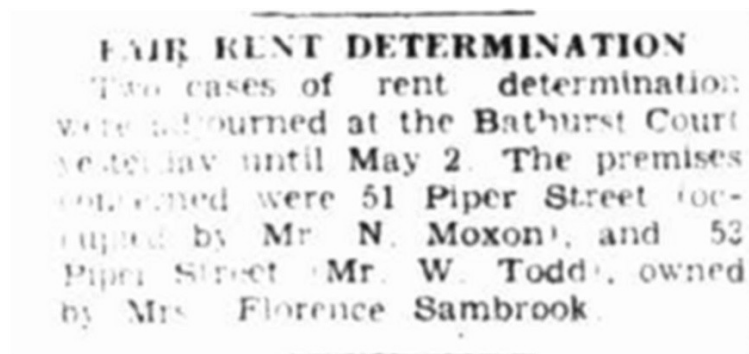 FAIR RENT DETERMINATION
Two cases of rent determination
were adjourned at the Bathurst Court
yesterday until May 2. The premises
concerned were 51 Piper Street (oc-
cupied by Mr. N. Moxon), and 53
Piper Street (Mr. W. Todd), owned
by Mrs. Florence Sambrook.